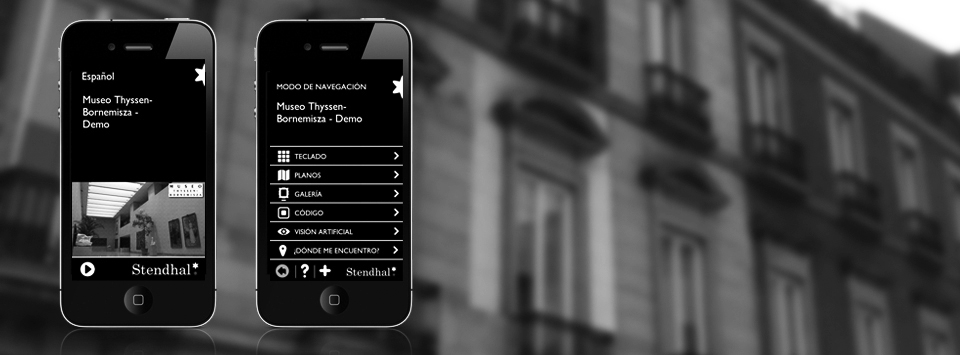 Español
Museo Thyssen-
Bornemisza -
Demo
MUSEO
THYSSEN-
BORNEMISZA
Stendhal*
MODO DE NAVEGACIÓN
Museo Thyssen-
Bornemisza - Demo
TECLADO
PLANOS
GALERÍA
CÓDIGO
VISIÓN ARTIFICIAL
¿DÓNDE ME ENCUENTRO?
?
Stendhal*